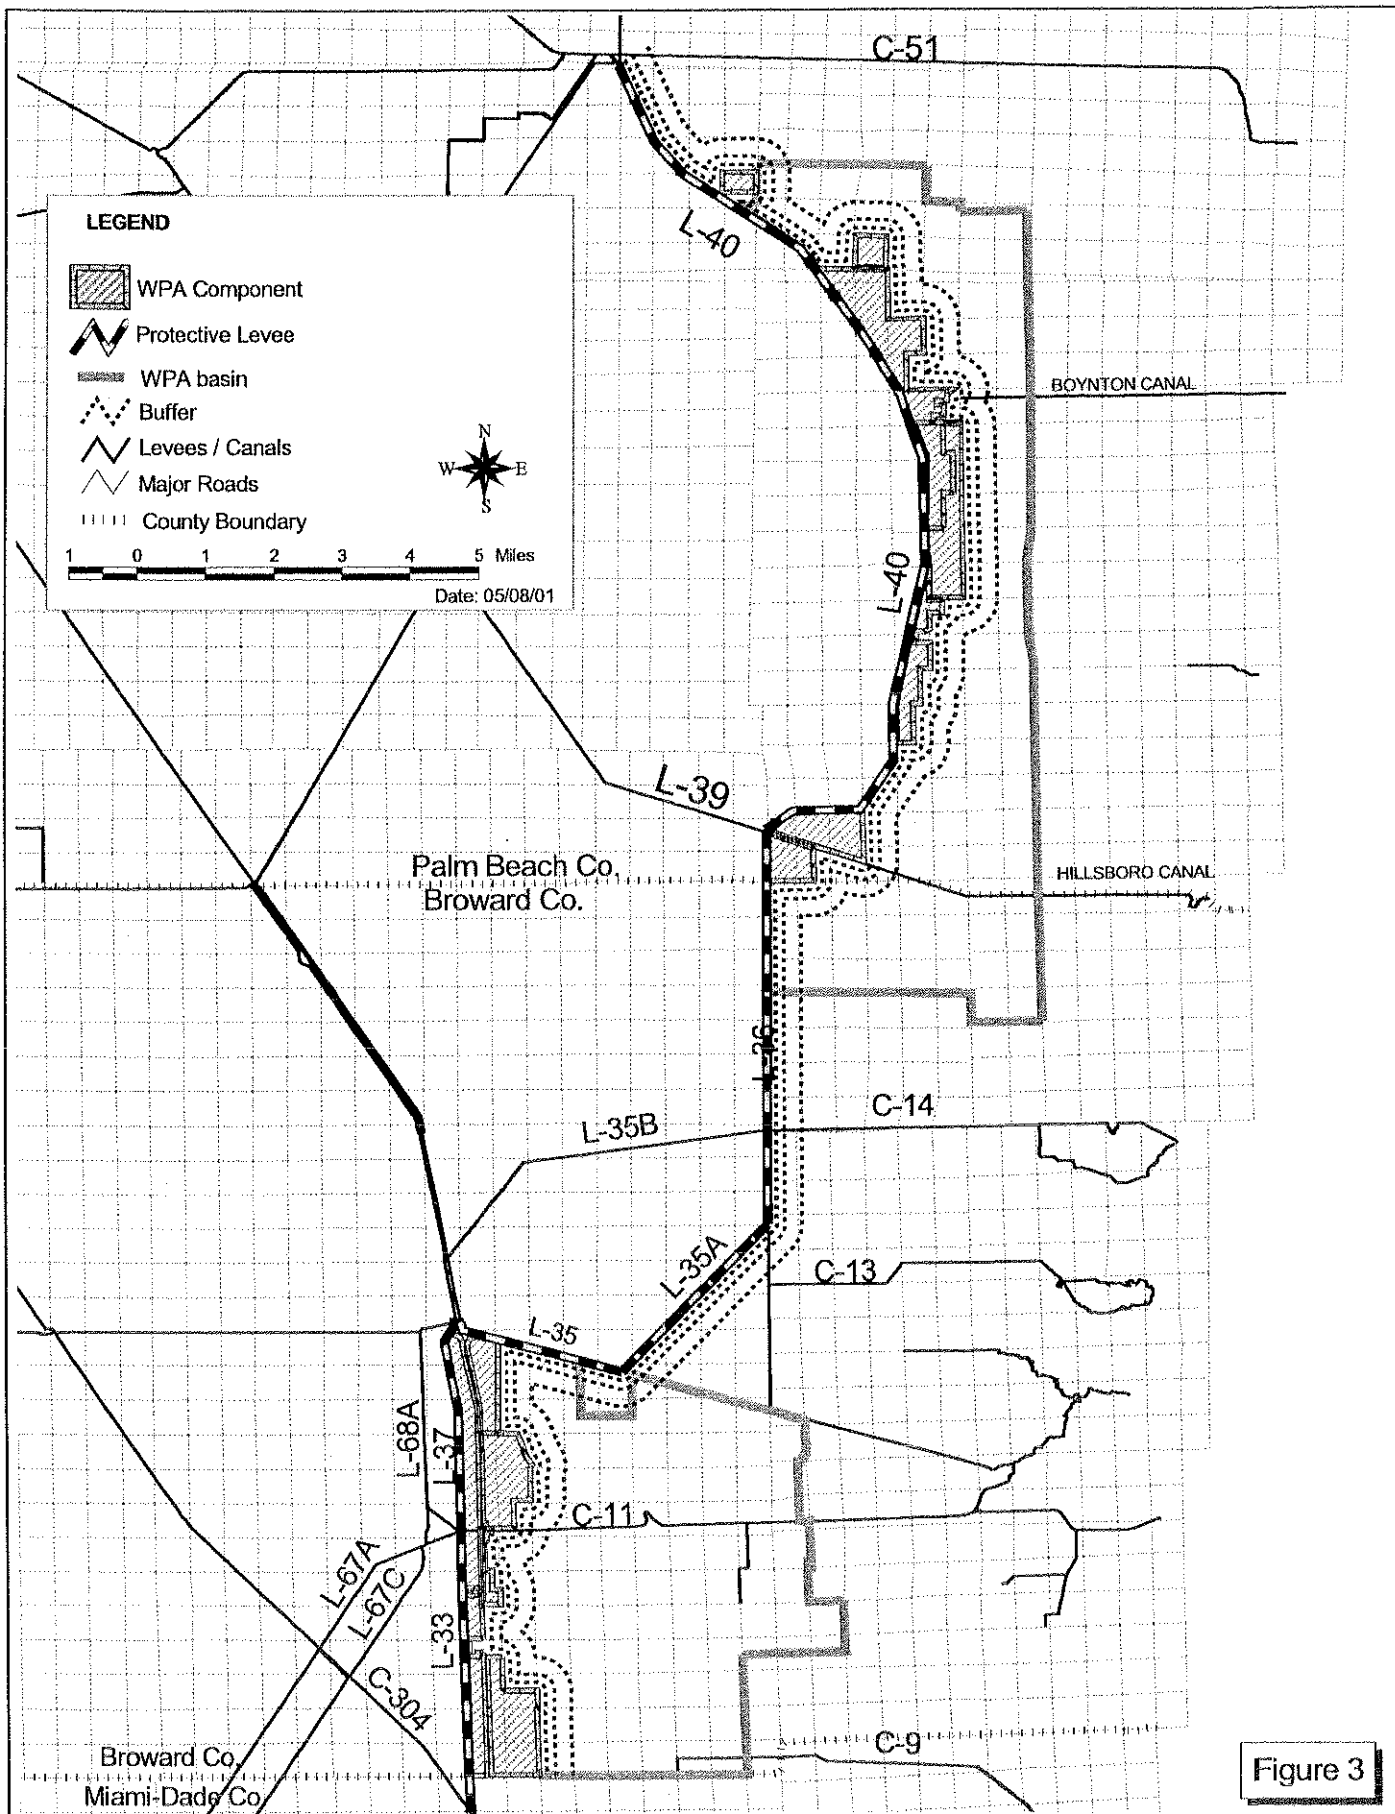 C-51
LEGEND
WPA Component
Protective Levee
WPA basin
Buffer
Levees / Canals
Major Roads
County Boundary
N
W E
S
1 0 1 2 3 4 5 Miles
Date: 05/08/01
L-40
BOYNTON CANAL
L-40
L-39
Palm Beach Co.
Broward Co.
HILLSBORO CANAL
L-36
C-14
L-35B
L-35A
C-13
L-35
L-68A
L-37
C-11
L-67A
L-67C
L-33
C-304
C-9
Broward Co.
Miami-Dade Co.
Figure 3